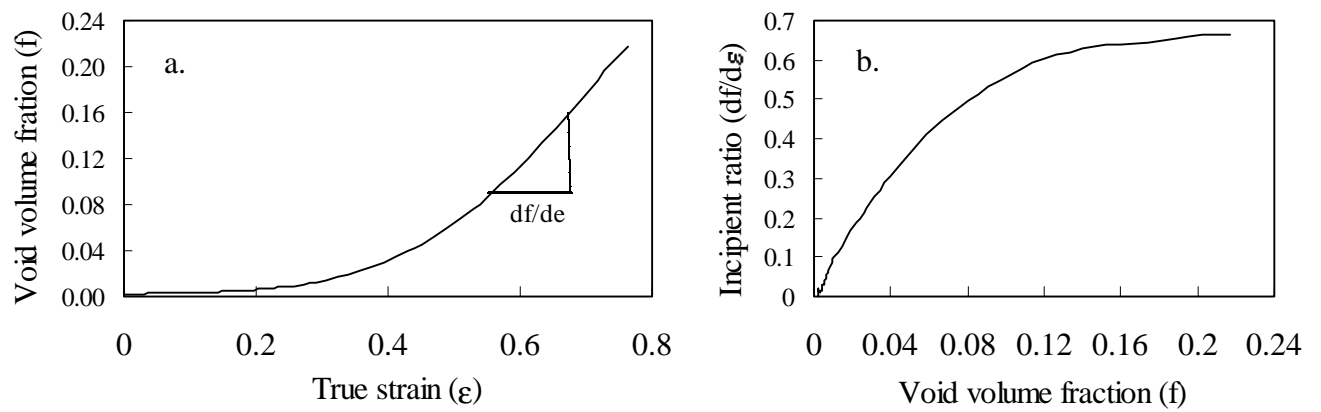 a.
Void volume fration (f)
0.24
0.20
0.16
0.12
0.08
0.04
0.00
df/de
0 0.2 0.4 0.6 0.8
True strain (ε)
b.
Incipient ratio (df/dε)
0.7
0.6
0.5
0.4
0.3
0.2
0.1
0
0 0.04 0.08 0.12 0.16 0.2 0.24
Void volume fraction (f)